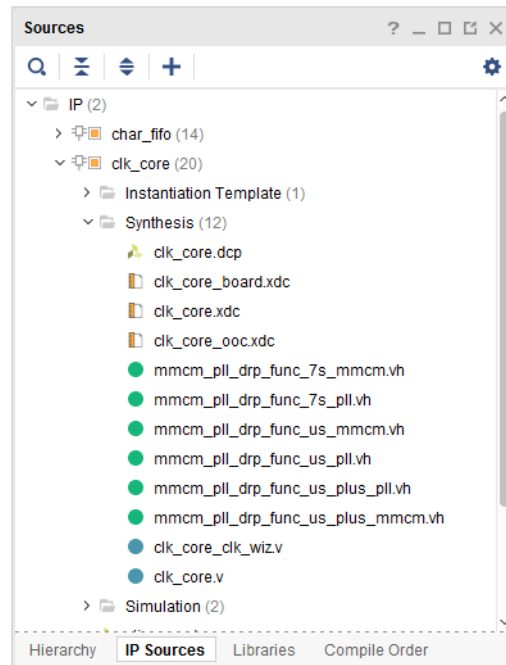 Sources
IP (2)
char_fifo (14)
clk_core (20)
Instantiation Template (1)
Synthesis (12)
clk_core.dcp
clk_core_board.xdc
clk_core.xdc
clk_core_ooc.xdc
mmcm_pll_drp_func_7s_mmcm.vh
mmcm_pll_drp_func_7s_pll.vh
mmcm_pll_drp_func_us_mmcm.vh
mmcm_pll_drp_func_us_pll.vh
mmcm_pll_drp_func_us_plus_pll.vh
mmcm_pll_drp_func_us_plus_mmcm.vh
clk_core_clk_wiz.v
clk_core.v
Simulation (2)
Hierarchy IP Sources Libraries Compile Order